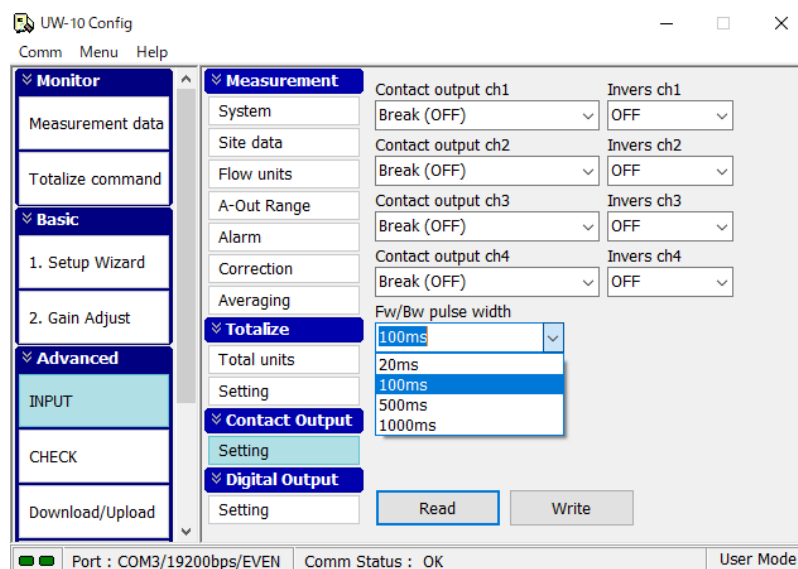 UW-10 Config
Comm Menu Help
Monitor
Measurement data
Totalize command
Basic
1. Setup Wizard
2. Gain Adjust
Advanced
INPUT
CHECK
Download/Upload
Measurement
System
Site data
Flow units
A-Out Range
Alarm
Correction
Averaging
Totalize
Total units
Setting
Contact Output
Setting
Digital Output
Setting
Contact output ch1 Invers ch1
Break (OFF) OFF
Contact output ch2 Invers ch2
Break (OFF) OFF
Contact output ch3 Invers ch3
Break (OFF) OFF
Contact output ch4 Invers ch4
Break (OFF) OFF
Fw/Bw pulse width
100ms
20ms
100ms
500ms
1000ms
Read Write
Port : COM3/19200bps/EVEN Comm Status : OK User Mode